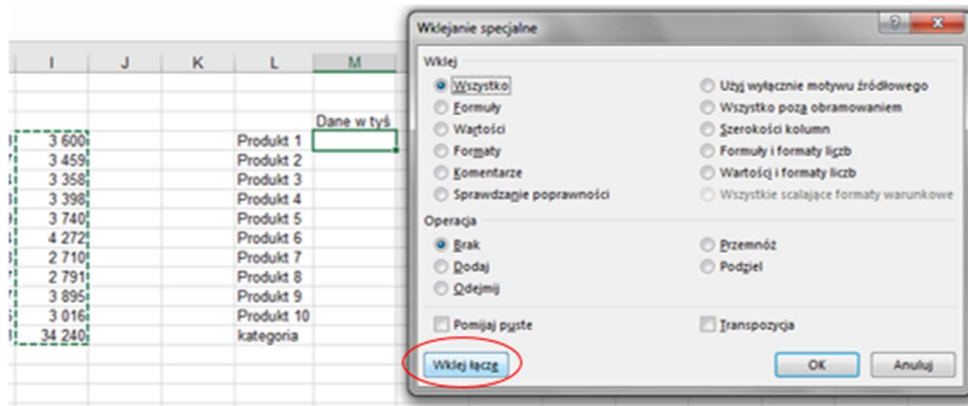 Wklejanie specjalne
I J K L M
Dane w tyś
3 600 Produkt 1
3 459 Produkt 2
3 358 Produkt 3
3 398 Produkt 4
3 740 Produkt 5
4 272 Produkt 6
2 710 Produkt 7
2 791 Produkt 8
3 895 Produkt 9
3 016 Produkt 10
34 240 kategoria
Wklej
Wszystko
Formuły
Wartości
Formaty
Komentarze
Sprawdzanie poprawności
Użyj wyłącznie motywu źródłowego
Wszystko poza obramowaniem
Szerokości kolumn
Formuły i formaty liczb
Wartości i formaty liczb
Wszystkie scalające formaty warunkowe
Operacja
Brak
Dodaj
Odejmij
Przemnóż
Podziel
Pomijaj puste
Transpozycja
Wklej łącze
OK
Anuluj